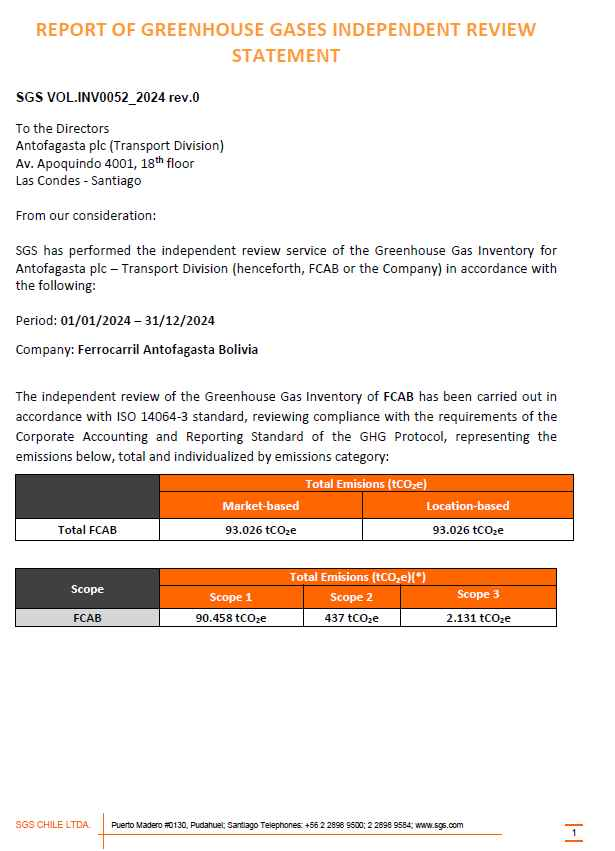 REPORT OF GREENHOUSE GASES INDEPENDENT REVIEW
STATEMENT
SGS VOL.INV0052_2024 rev.0
To the Directors
Antofagasta plc (Transport Division)
Av. Apoquindo 4001, 18th floor
Las Condes - Santiago
From our consideration:
SGS has performed the independent review service of the Greenhouse Gas Inventory for
Antofagasta plc – Transport Division (henceforth, FCAB or the Company) in accordance with
the following:
Period: 01/01/2024 – 31/12/2024
Company: Ferrocarril Antofagasta Bolivia
The independent review of the Greenhouse Gas Inventory of FCAB has been carried out in
accordance with ISO 14064-3 standard, reviewing compliance with the requirements of the
Corporate Accounting and Reporting Standard of the GHG Protocol, representing the
emissions below, total and individualized by emissions category:
Total Emisions (tCO₂e)
Market-based Location-based
Total FCAB 93.026 tCO₂e 93.026 tCO₂e
Scope Total Emisions (tCO₂e)(*)
Scope 1 Scope 2 Scope 3
FCAB 90.458 tCO₂e 437 tCO₂e 2.131 tCO₂e
SGS CHILE LTDA. Puerto Madero #0130, Pudahuel; Santiago Telephones: +56 2 2898 9500; 2 2898 9584; www.sgs.com
1